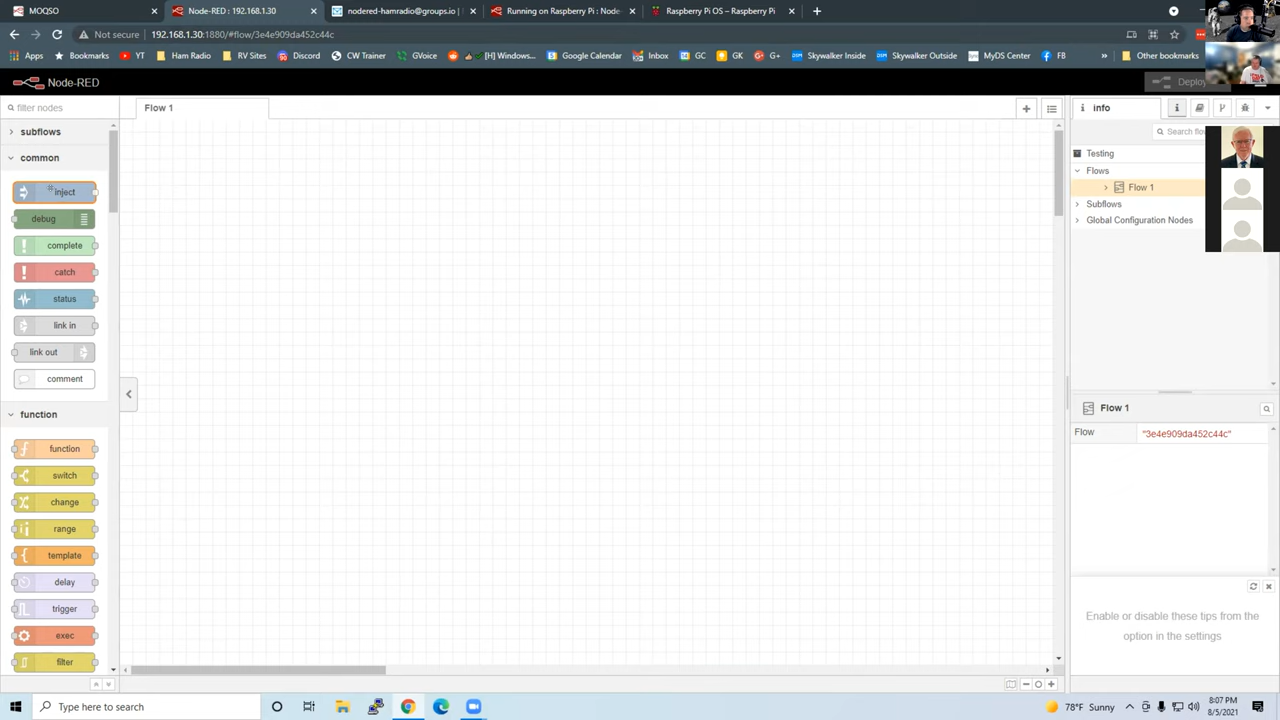 MOQSO
Node-RED : 192.168.1.30
nodered-hamradio@groups.io |
Running on Raspberry Pi : Node-
Raspberry Pi OS – Raspberry Pi
Not secure 192.168.1.30:1880/#flow/3e4e909da452c44c
Apps Bookmarks YT Ham Radio RV Sites Discord CW Trainer GVoice [H] Windows... Google Calendar Inbox GC GK G+ Skywalker Inside Skywalker Outside MyDS Center FB Other bookmarks
Node-RED
Deploy
filter nodes
Flow 1
info
subflows
Search flow
common
Testing
Flows
Flow 1
Subflows
Global Configuration Nodes
inject
debug
complete
catch
status
link in
link out
comment
function
function
switch
change
range
template
delay
trigger
exec
filter
Flow 1
Flow "3e4e909da452c44c"
Enable or disable these tips from the
option in the settings
Type here to search
78°F Sunny
8:07 PM
8/5/2021